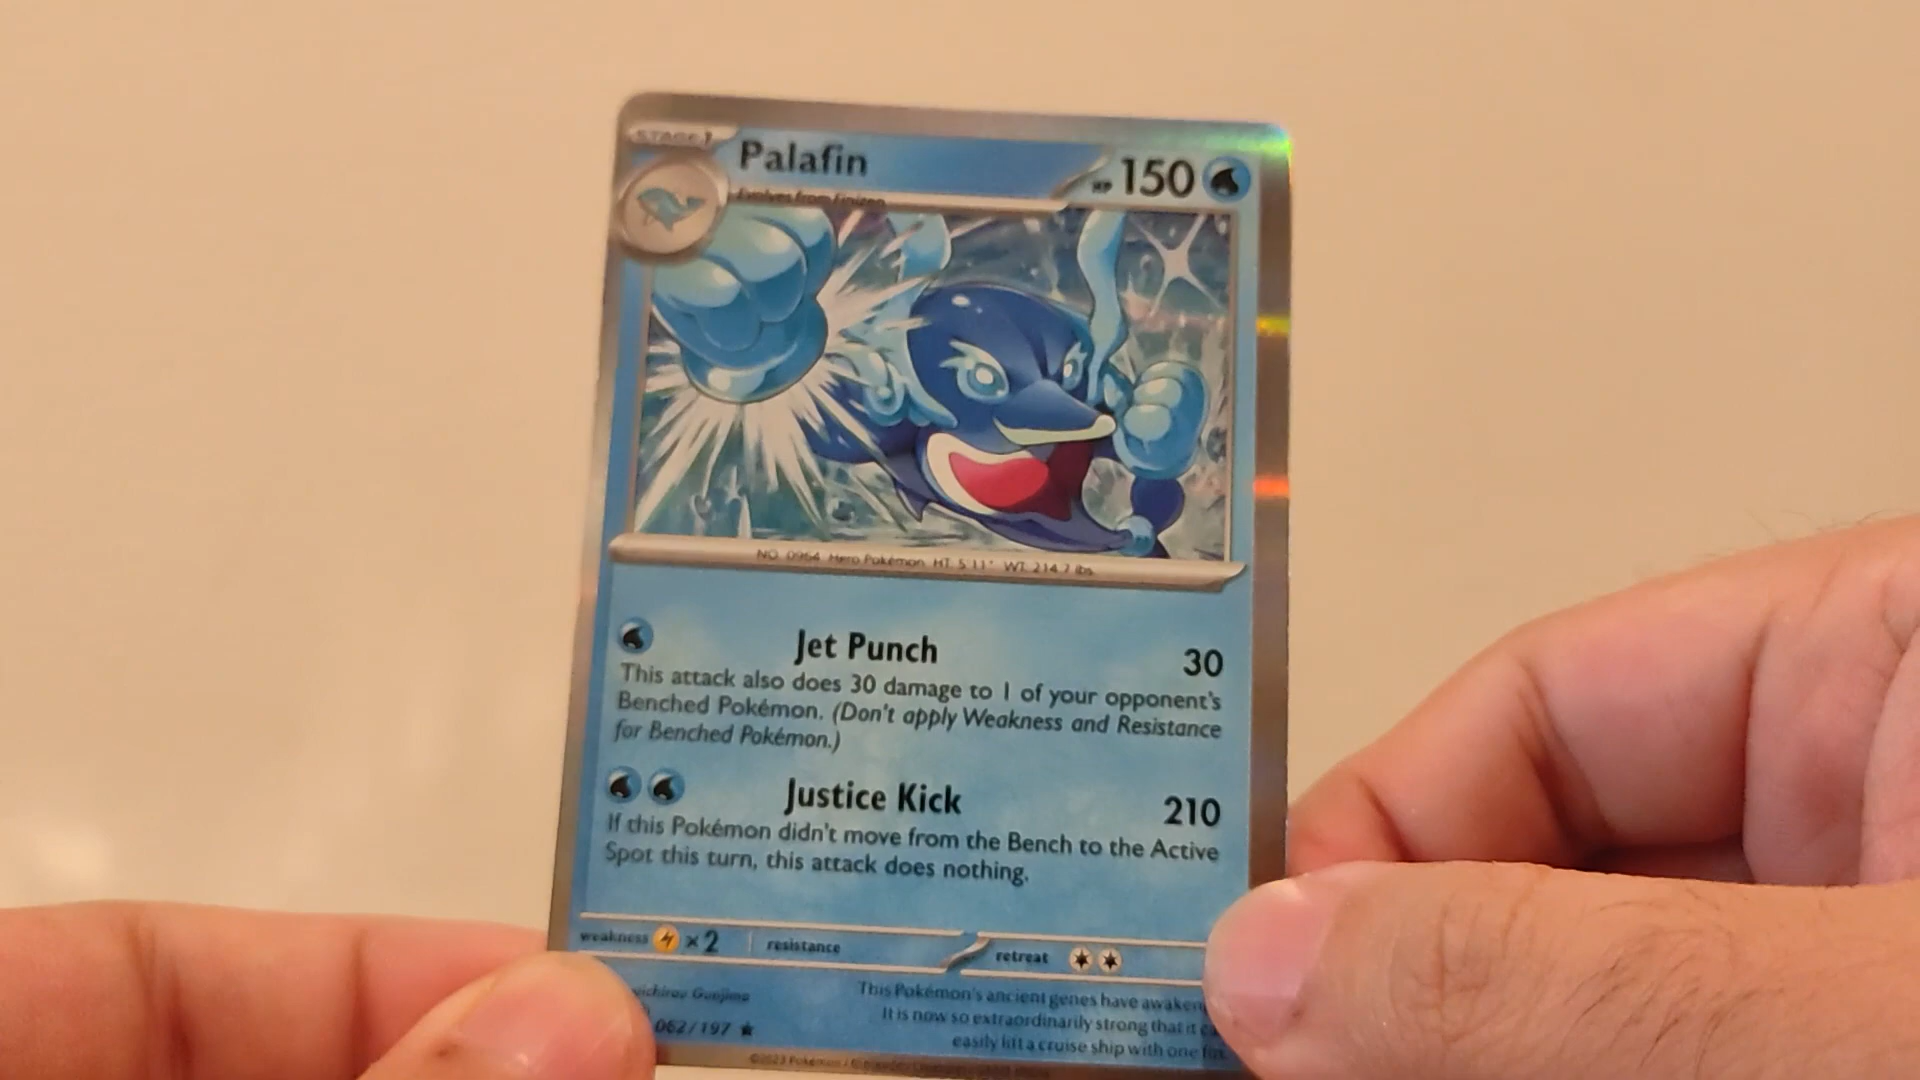 STAGE 1
Palafin
HP 150
Evolves from Finizen
NO. 0964 Hero Pokémon HT. 5'11" WT. 214.7 lbs.
Jet Punch 30
This attack also does 30 damage to 1 of your opponent's
Benched Pokémon. (Don't apply Weakness and Resistance
for Benched Pokémon.)
Justice Kick 210
If this Pokémon didn't move from the Bench to the Active
Spot this turn, this attack does nothing.
weakness ×2 resistance retreat
Gunjima
062/197 ★
This Pokémon's ancient genes have
It is now so extraordinarily strong that it
easily lift a cruise ship with one
©2023 Pokémon